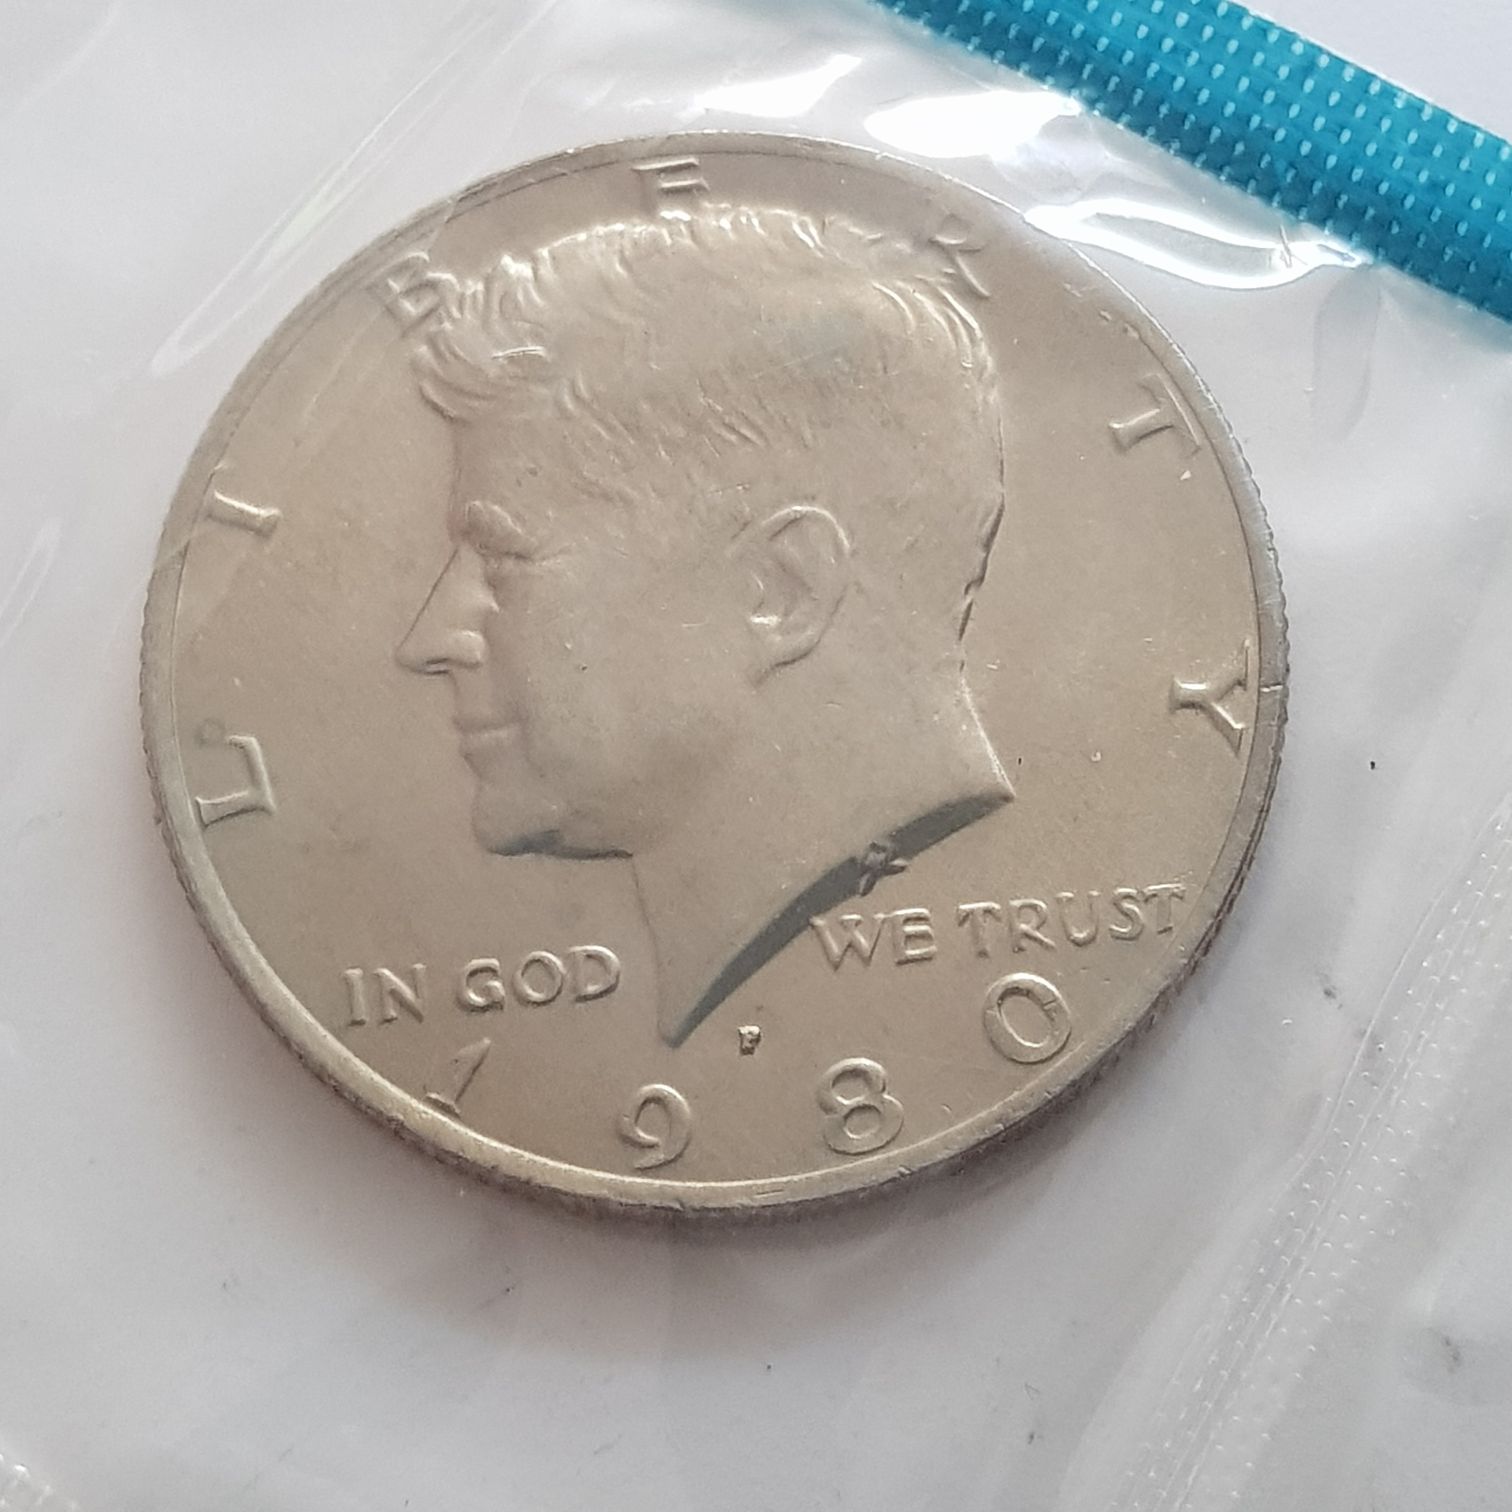 LIBERTY
IN GOD WE TRUST
P
1980